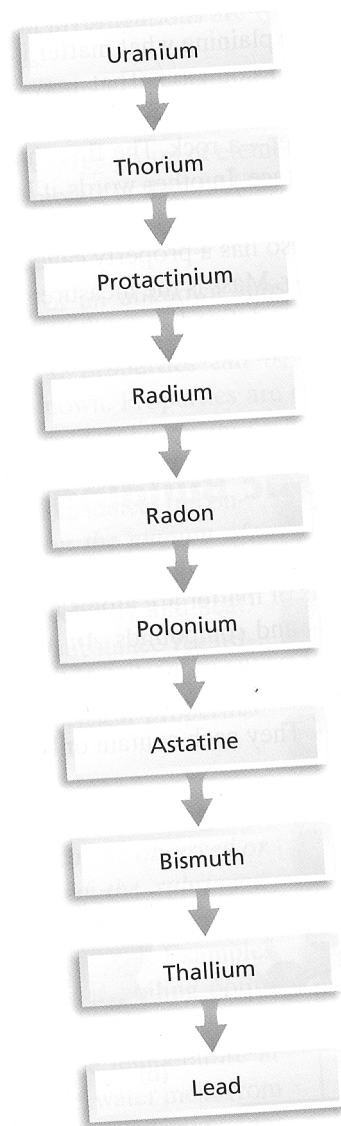 Uranium
Thorium
Protactinium
Radium
Radon
Polonium
Astatine
Bismuth
Thallium
Lead